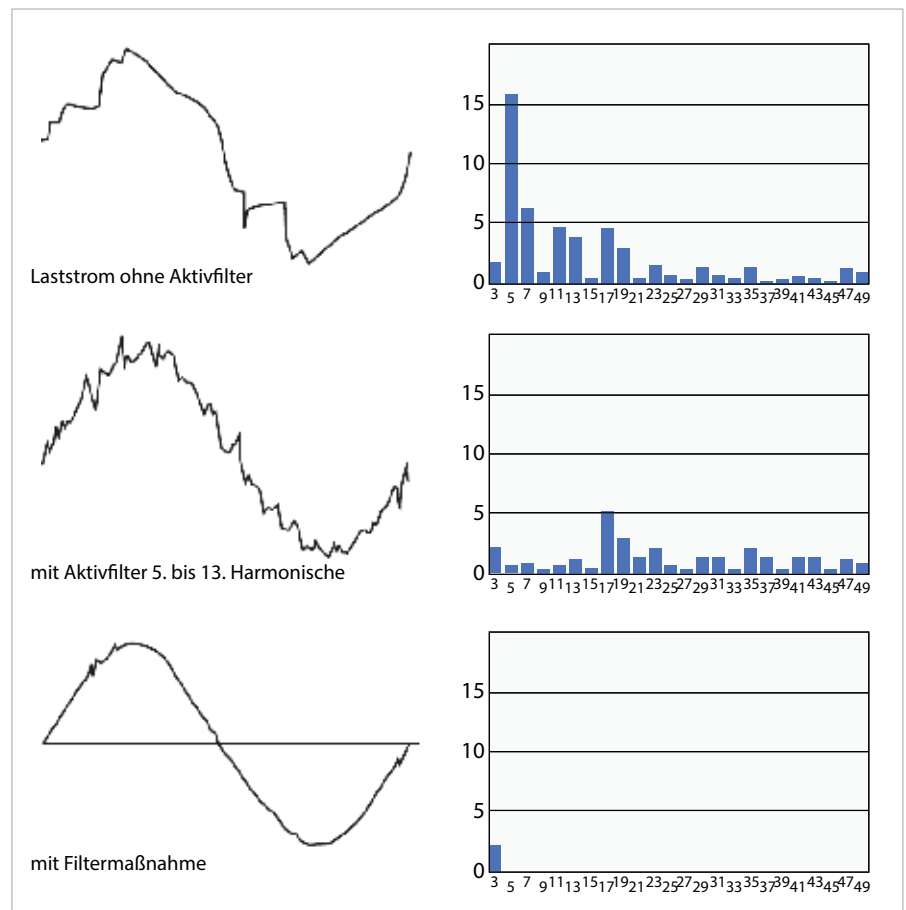 15
10
5
0
3 5 7 9 11 13 15 17 19 21 23 25 27 29 31 33 35 37 39 41 43 45 47 49
Laststrom ohne Aktivfilter
15
10
5
0
3 5 7 9 11 13 15 17 19 21 23 25 27 29 31 33 35 37 39 41 43 45 47 49
mit Aktivfilter 5. bis 13. Harmonische
15
10
5
0
3 5 7 9 11 13 15 17 19 21 23 25 27 29 31 33 35 37 39 41 43 45 47 49
mit Filtermaßnahme